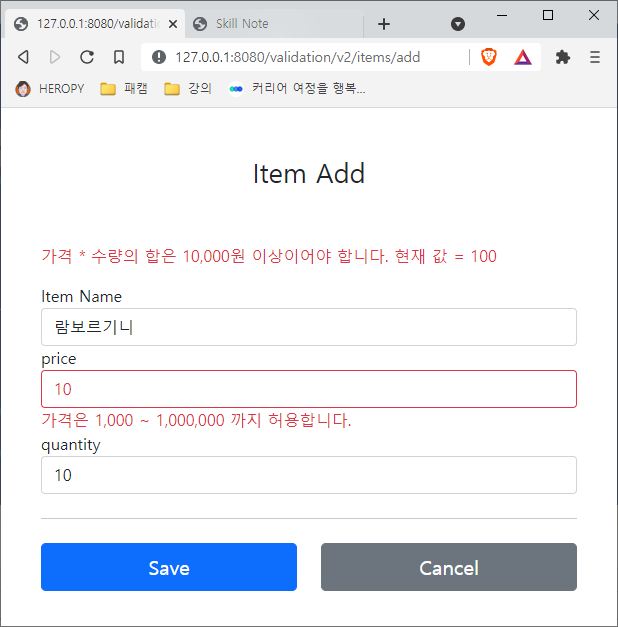 127.0.0.1:8080/validatio
Skill Note
127.0.0.1:8080/validation/v2/items/add
HEROPY 패캠 강의 커리어 여정을 행복...
Item Add
가격 * 수량의 합은 10,000원 이상이어야 합니다. 현재 값 = 100
Item Name
람보르기니
price
10
가격은 1,000 ~ 1,000,000 까지 허용합니다.
quantity
10
Save
Cancel